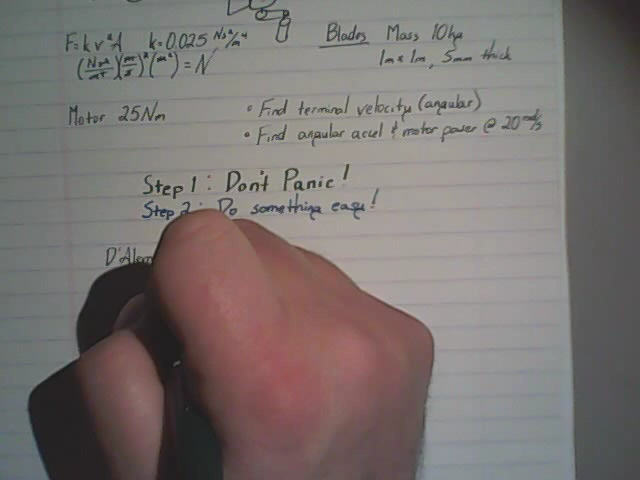 F=kv²A k=0.025 Ns²/m⁴ Blades Mass 10kg
(Ns²/m⁴)(m/s)²(m²) = N 1m x 1m, 5mm thick
Motor 25Nm • Find terminal velocity (angular)
• Find angular accel & motor power @ 20 rad/s
Step 1: Don't Panic!
Step 2: Do something easy!
D'Alem